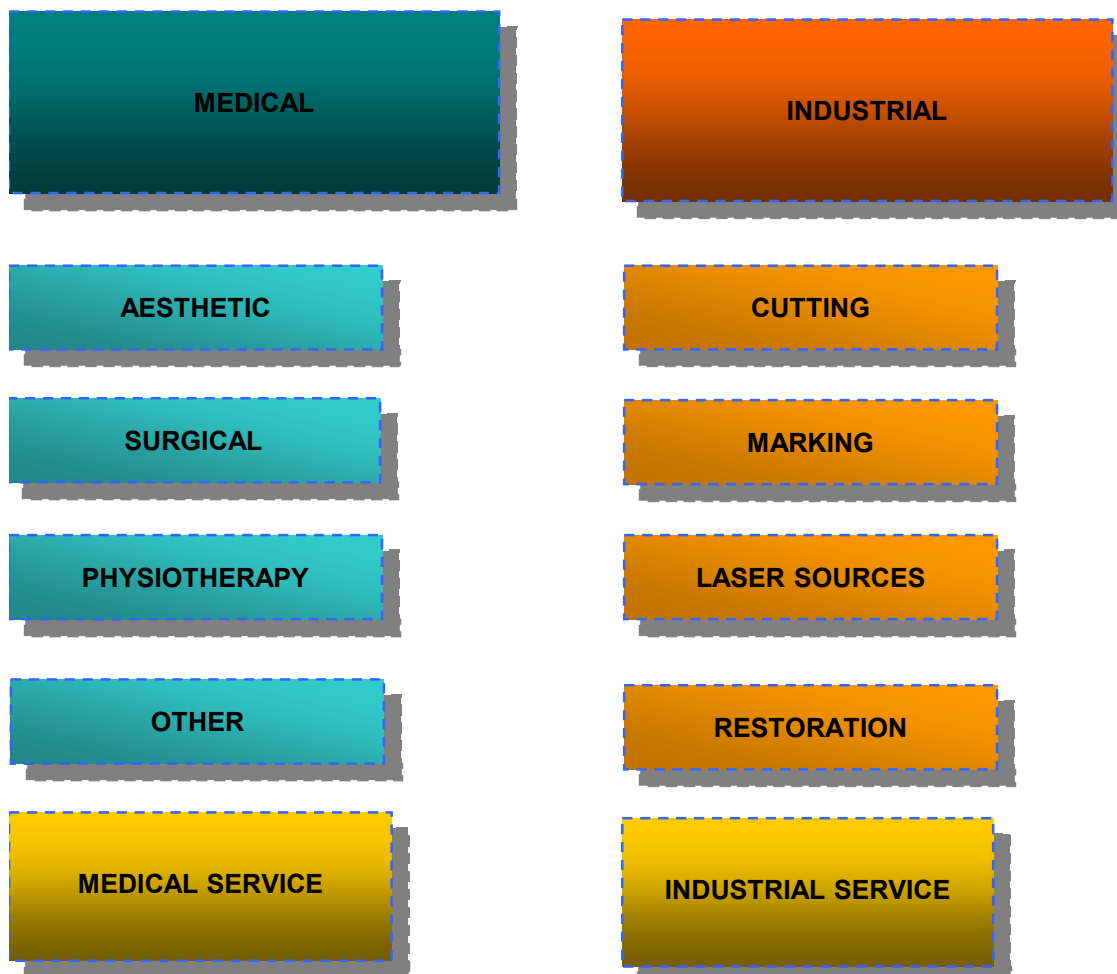 MEDICAL
INDUSTRIAL
AESTHETIC
CUTTING
SURGICAL
MARKING
PHYSIOTHERAPY
LASER SOURCES
OTHER
RESTORATION
MEDICAL SERVICE
INDUSTRIAL SERVICE